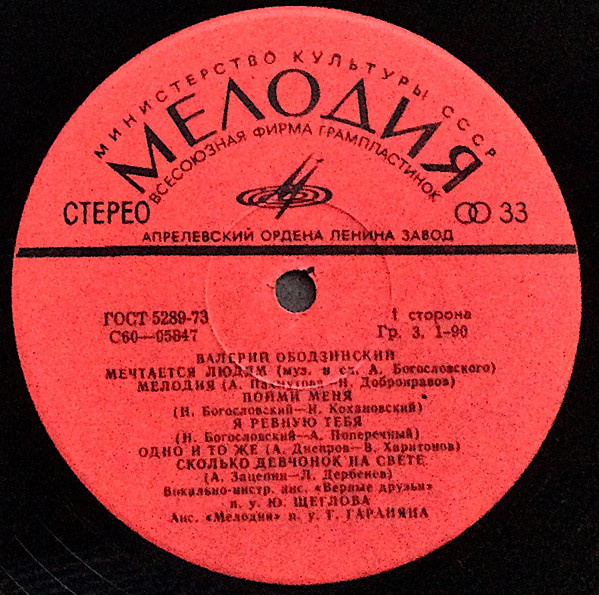 МИНИСТЕРСТВО КУЛЬТУРЫ СССР
МЕЛОДИЯ
ВСЕСОЮЗНАЯ ФИРМА ГРАМПЛАСТИНОК
СТЕРЕО 33
АПРЕЛЕВСКИЙ ОРДЕНА ЛЕНИНА ЗАВОД
ГОСТ 5289-73 1 сторона
С60—05847 Гр. 3. 1-90
ВАЛЕРИЙ ОБОДЗИНСКИЙ
МЕЧТАЕТСЯ ЛЮДЯМ (муз. и сл. А. Богословского)
МЕЛОДИЯ (А. Пахмутова—Н. Добронравов)
ПОЙМИ МЕНЯ
(Н. Богословский—И. Кохановский)
Я РЕВНУЮ ТЕБЯ
(Н. Богословский—А. Поперечный)
ОДНО И ТО ЖЕ (А. Днепров—В. Харитонов)
СКОЛЬКО ДЕВЧОНОК НА СВЕТЕ
(А. Зацепин—Л. Дербенев)
Вокально-инстр. анс. «Верные друзья»
п. у. Ю. ЩЕГЛОВА
Анс. «Мелодия» п. у. Г. ГАРАНЯНА